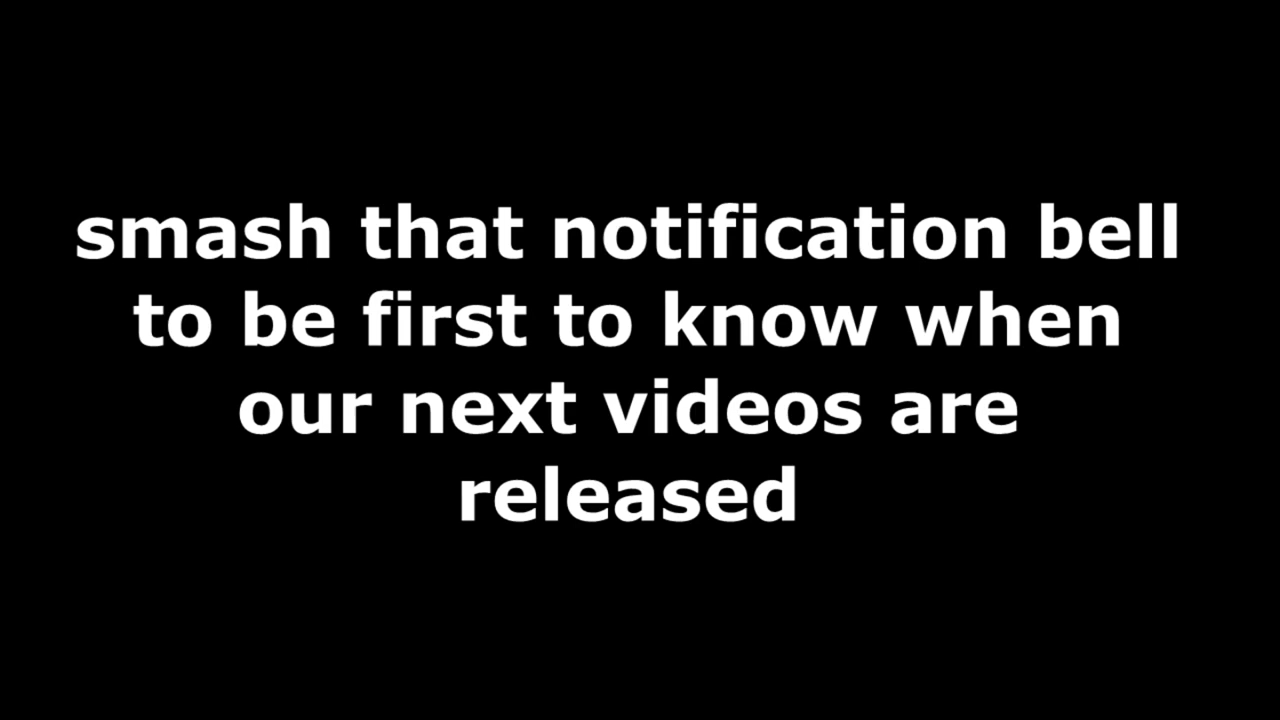 smash that notification bell
to be first to know when
our next videos are
released